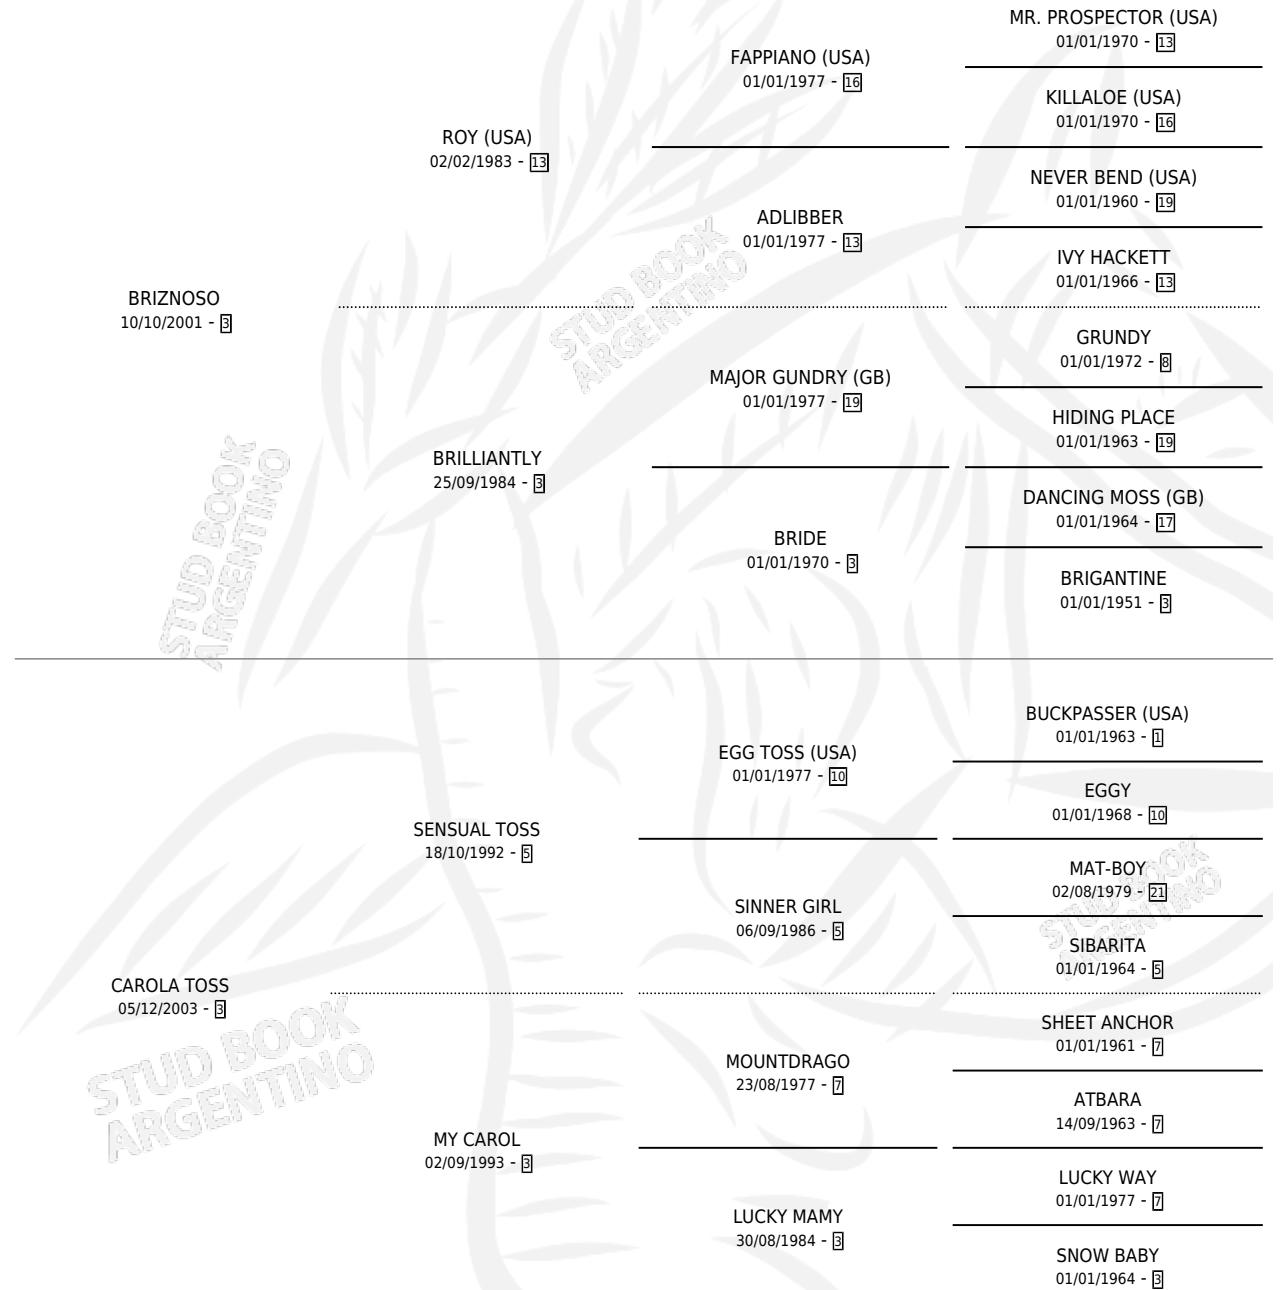 MR. PROSPECTOR (USA)
01/01/1970 - 13
FAPPIANO (USA)
01/01/1977 - 16
KILLALOE (USA)
01/01/1970 - 16
ROY (USA)
02/02/1983 - 13
NEVER BEND (USA)
01/01/1960 - 19
ADLIBBER
01/01/1977 - 13
IVY HACKETT
01/01/1966 - 13
BRIZNOSO
10/10/2001 - 3
STUD BOOK
ARGENTINO
GRUNDY
01/01/1972 - 8
MAJOR GUNDRY (GB)
01/01/1977 - 19
HIDING PLACE
01/01/1963 - 19
BRILLIANTLY
25/09/1984 - 3
DANCING MOSS (GB)
01/01/1964 - 17
BRIDE
01/01/1970 - 3
BRIGANTINE
01/01/1951 - 3
STUD BOOK
ARGENTINO
BUCKPASSER (USA)
01/01/1963 - 1
EGG TOSS (USA)
01/01/1977 - 10
EGGY
01/01/1968 - 10
SENSUAL TOSS
18/10/1992 - 5
MAT-BOY
02/08/1979 - 21
SINNER GIRL
06/09/1986 - 5
STUD BOOK
ARGENTINO
SIBARITA
01/01/1964 - 5
CAROLA TOSS
05/12/2003 - 3
SHEET ANCHOR
01/01/1961 - 7
MOUNTDRAGO
23/08/1977 - 7
ATBARA
14/09/1963 - 7
STUD BOOK
ARGENTINO
MY CAROL
02/09/1993 - 3
LUCKY WAY
01/01/1977 - 7
LUCKY MAMY
30/08/1984 - 3
SNOW BABY
01/01/1964 - 3